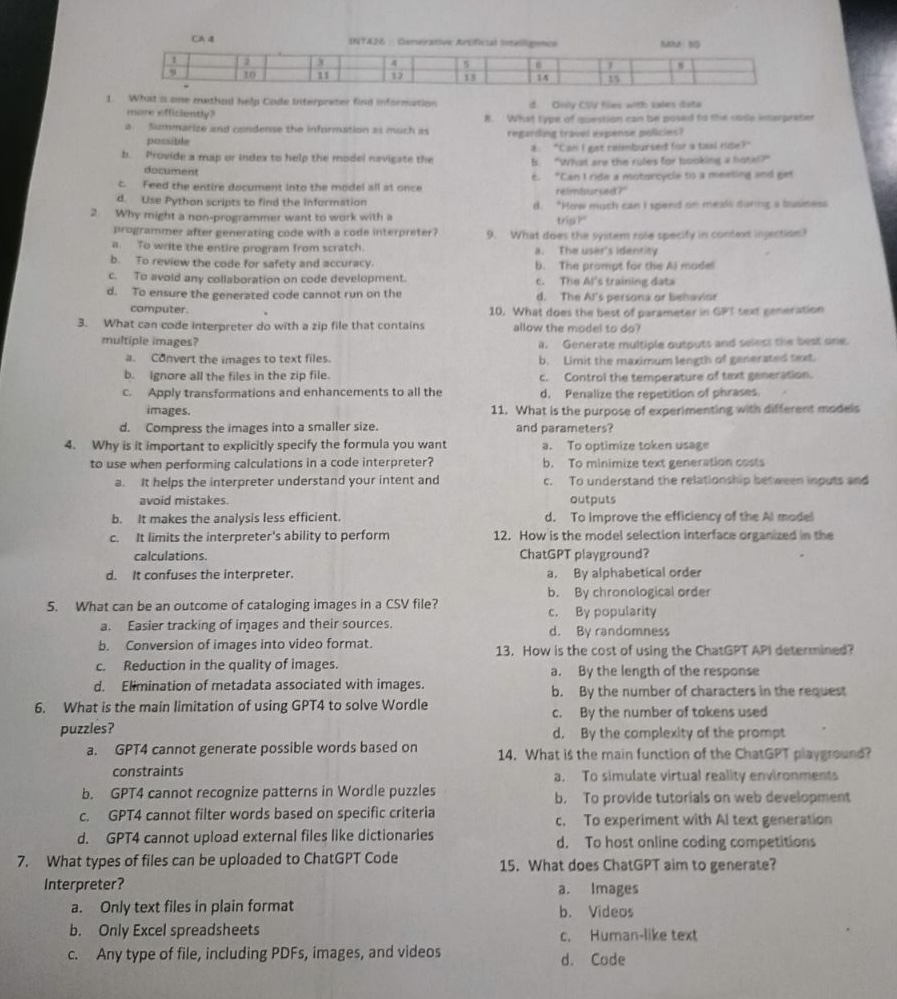 CA 4 INTA26 : Generative Artificial Intelligence MM: 30
1 2 3 4 5 6 7 8
9 10 11 12 13 14 15
1. What is one method help Code Interpreter find information
more efficiently?
a. Summarize and condense the information as much as
possible
b. Provide a map or index to help the model navigate the
document
c. Feed the entire document into the model all at once
d. Use Python scripts to find the information
2. Why might a non-programmer want to work with a
programmer after generating code with a code interpreter?
a. To write the entire program from scratch.
b. To review the code for safety and accuracy.
c. To avoid any collaboration on code development.
d. To ensure the generated code cannot run on the
computer.
3. What can code interpreter do with a zip file that contains
multiple images?
a. Convert the images to text files.
b. Ignore all the files in the zip file.
c. Apply transformations and enhancements to all the
images.
d. Compress the images into a smaller size.
4. Why is it important to explicitly specify the formula you want
to use when performing calculations in a code interpreter?
a. It helps the interpreter understand your intent and
avoid mistakes.
b. It makes the analysis less efficient.
c. It limits the interpreter's ability to perform
calculations.
d. It confuses the interpreter.
5. What can be an outcome of cataloging images in a CSV file?
a. Easier tracking of images and their sources.
b. Conversion of images into video format.
c. Reduction in the quality of images.
d. Elimination of metadata associated with images.
6. What is the main limitation of using GPT4 to solve Wordle
puzzles?
a. GPT4 cannot generate possible words based on
constraints
b. GPT4 cannot recognize patterns in Wordle puzzles
c. GPT4 cannot filter words based on specific criteria
d. GPT4 cannot upload external files like dictionaries
7. What types of files can be uploaded to ChatGPT Code
Interpreter?
a. Only text files in plain format
b. Only Excel spreadsheets
c. Any type of file, including PDFs, images, and videos
d. Only CSV files with sales data
8. What type of question can be posed to the code interpreter
regarding travel expense policies?
a. "Can I get reimbursed for a taxi ride?"
b. "What are the rules for booking a hotel?"
c. "Can I ride a motorcycle to a meeting and get
reimbursed?"
d. "How much can I spend on meals during a business
trip?"
9. What does the system role specify in context injection?
a. The user's identity
b. The prompt for the AI model
c. The AI's training data
d. The AI's persona or behavior
10. What does the best of parameter in GPT text generation
allow the model to do?
a. Generate multiple outputs and select the best one.
b. Limit the maximum length of generated text.
c. Control the temperature of text generation.
d. Penalize the repetition of phrases.
11. What is the purpose of experimenting with different models
and parameters?
a. To optimize token usage
b. To minimize text generation costs
c. To understand the relationship between inputs and
outputs
d. To improve the efficiency of the AI model
12. How is the model selection interface organized in the
ChatGPT playground?
a. By alphabetical order
b. By chronological order
c. By popularity
d. By randomness
13. How is the cost of using the ChatGPT API determined?
a. By the length of the response
b. By the number of characters in the request
c. By the number of tokens used
d. By the complexity of the prompt
14. What is the main function of the ChatGPT playground?
a. To simulate virtual reality environments
b. To provide tutorials on web development
c. To experiment with AI text generation
d. To host online coding competitions
15. What does ChatGPT aim to generate?
a. Images
b. Videos
c. Human-like text
d. Code